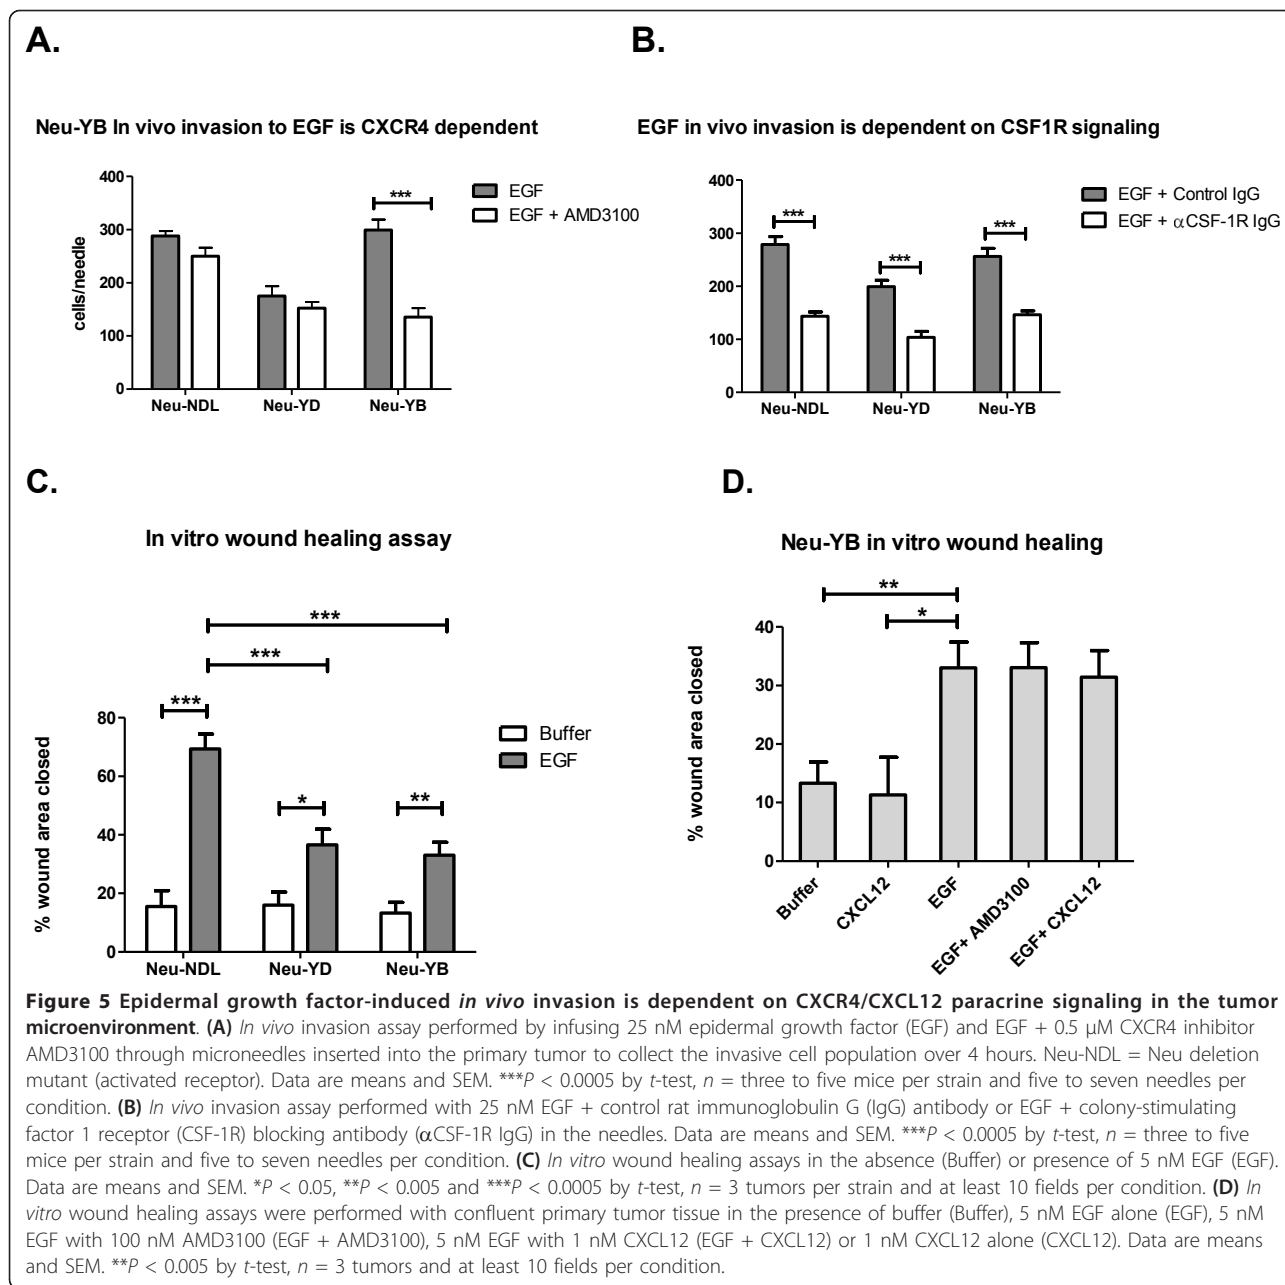 A.
Neu-YB In vivo invasion to EGF is CXCR4 dependent
400
300
200
100
0
cells/needle
***
EGF
EGF + AMD3100
Neu-NDL
Neu-YD
Neu-YB
B.
EGF in vivo invasion is dependent on CSF1R signaling
400
300
200
100
0
***
***
***
EGF + Control IgG
EGF + αCSF-1R IgG
Neu-NDL
Neu-YD
Neu-YB
C.
In vitro wound healing assay
***
***
***
*
**
80
60
40
20
0
% wound area closed
Buffer
EGF
Neu-NDL
Neu-YD
Neu-YB
D.
Neu-YB in vitro wound healing
**
*
40
30
20
10
0
% wound area closed
Buffer
CXCL12
EGF
EGF+ AMD3100
EGF+ CXCL12
Figure 5 Epidermal growth factor-induced in vivo invasion is dependent on CXCR4/CXCL12 paracrine signaling in the tumor
microenvironment. (A) In vivo invasion assay performed by infusing 25 nM epidermal growth factor (EGF) and EGF + 0.5 μM CXCR4 inhibitor
AMD3100 through microneedles inserted into the primary tumor to collect the invasive cell population over 4 hours. Neu-NDL = Neu deletion
mutant (activated receptor). Data are means and SEM. ***P < 0.0005 by t-test, n = three to five mice per strain and five to seven needles per
condition. (B) In vivo invasion assay performed with 25 nM EGF + control rat immunoglobulin G (IgG) antibody or EGF + colony-stimulating
factor 1 receptor (CSF-1R) blocking antibody (αCSF-1R IgG) in the needles. Data are means and SEM. ***P < 0.0005 by t-test, n = three to five
mice per strain and five to seven needles per condition. (C) In vitro wound healing assays in the absence (Buffer) or presence of 5 nM EGF (EGF).
Data are means and SEM. *P < 0.05, **P < 0.005 and ***P < 0.0005 by t-test, n = 3 tumors per strain and at least 10 fields per condition. (D) In
vitro wound healing assays were performed with confluent primary tumor tissue in the presence of buffer (Buffer), 5 nM EGF alone (EGF), 5 nM
EGF with 100 nM AMD3100 (EGF + AMD3100), 5 nM EGF with 1 nM CXCL12 (EGF + CXCL12) or 1 nM CXCL12 alone (CXCL12). Data are means
and SEM. **P < 0.005 by t-test, n = 3 tumors and at least 10 fields per condition.